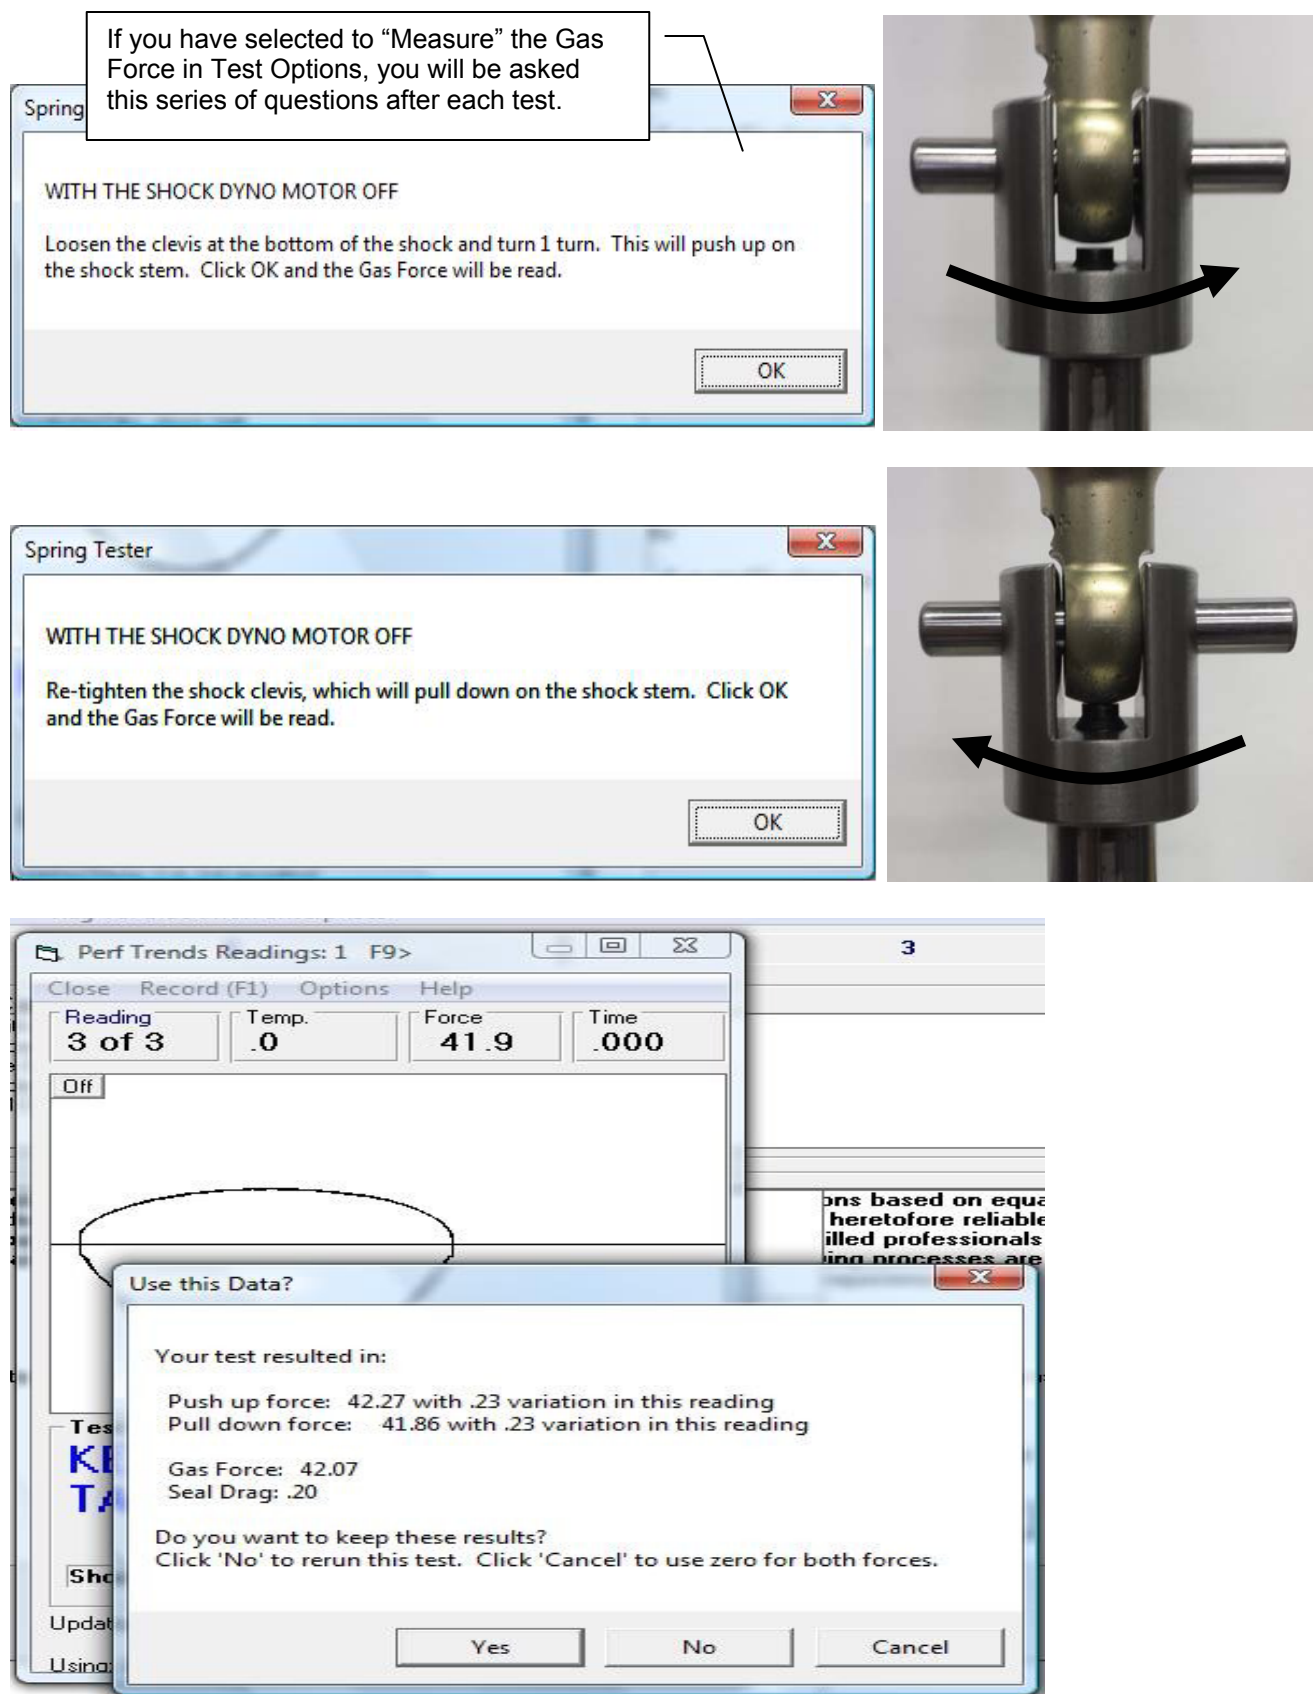 If you have selected to “Measure” the Gas
Force in Test Options, you will be asked
this series of questions after each test.
Spring
WITH THE SHOCK DYNO MOTOR OFF
Loosen the clevis at the bottom of the shock and turn 1 turn.  This will push up on
the shock stem.  Click OK and the Gas Force will be read.
OK
Spring Tester
WITH THE SHOCK DYNO MOTOR OFF
Re-tighten the shock clevis, which will pull down on the shock stem.  Click OK
and the Gas Force will be read.
OK
Perf Trends Readings: 1   F9>
3
Close   Record (F1)   Options   Help
Reading   Temp.   Force   Time
3 of 3   .0   41.9   .000
Off
ons based on equa
heretofore reliable
illed professionals
ing processes are
Use this Data?
Your test resulted in:
Push up force:   42.27 with .23 variation in this reading
Pull down force:    41.86 with .23 variation in this reading
Tes
Gas Force:  42.07
Seal Drag: .20
Do you want to keep these results?
Click 'No' to rerun this test.  Click 'Cancel' to use zero for both forces.
Sho
Updat
Yes   No   Cancel
Using: